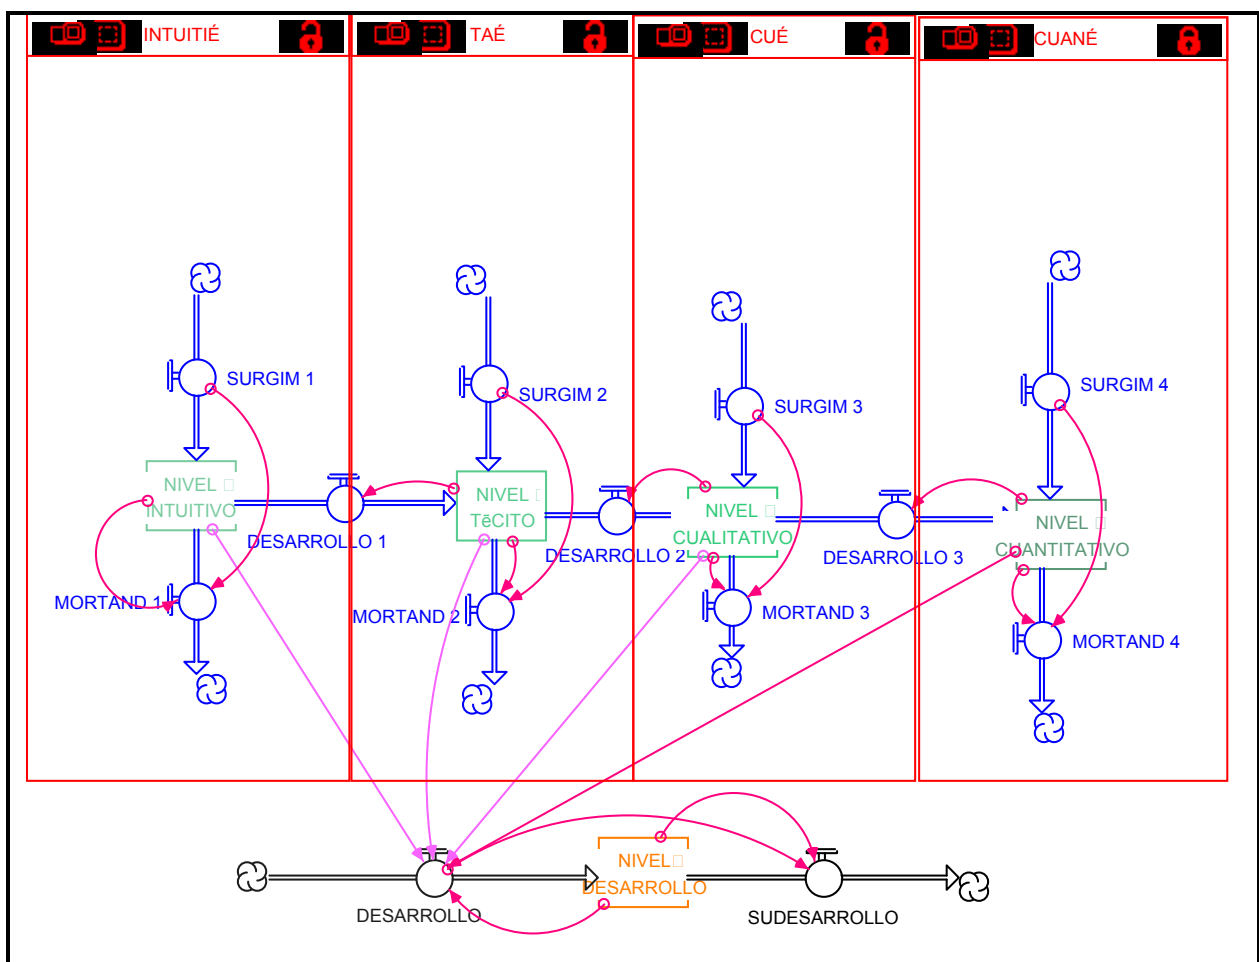 INTUITIÉ
TAÉ
CUÉ
CUANÉ
SURGIM 1
SURGIM 2
SURGIM 3
SURGIM 4
NIVEL
INTUITIVO
NIVEL
TēCITO
NIVEL
CUALITATIVO
NIVEL
CUANTITATIVO
DESARROLLO 1
DESARROLLO 2
DESARROLLO 3
MORTAND 1
MORTAND 2
MORTAND 3
MORTAND 4
NIVEL
DESARROLLO
DESARROLLO
SUDESARROLLO